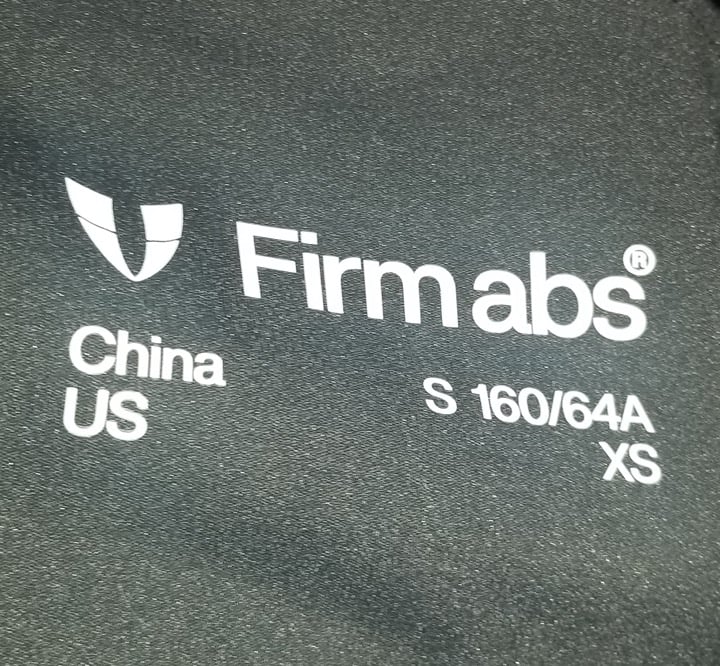 Firm abs®
China S 160/64A
US XS